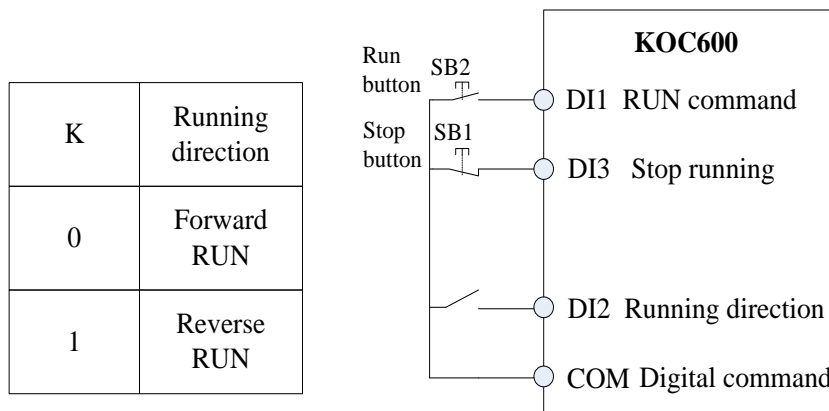 K
Running
direction
0
Forward
RUN
1
Reverse
RUN
KOC600
Run
button
SB2
DI1 RUN command
Stop
button
SB1
DI3 Stop running
DI2 Running direction
COM Digital command